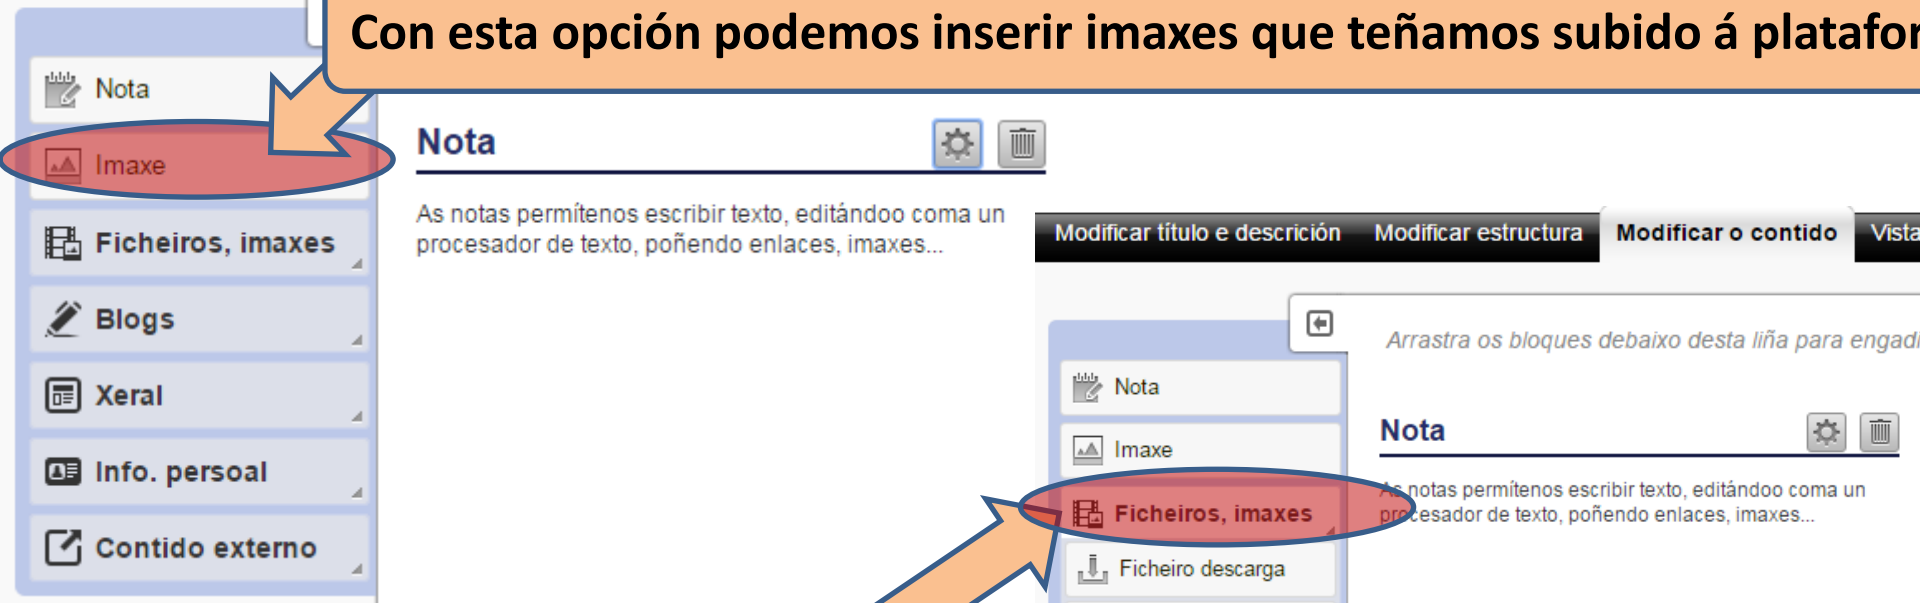 Con esta opción podemos inserir imaxes que teñamos subido á platafor
Nota
Imaxe
Ficheiros, imaxes
Blogs
Xeral
Info. persoal
Contido externo
Nota
As notas permítenos escribir texto, editándoo coma un
procesador de texto, poñendo enlaces, imaxes...
Modificar título e descrición Modificar estructura Modificar o contido Vista
Arrastra os bloques debaixo desta liña para engadi
Nota
Imaxe
Ficheiros, imaxes
Ficheiro descarga
Nota
As notas permítenos escribir texto, editándoo coma un
procesador de texto, poñendo enlaces, imaxes...